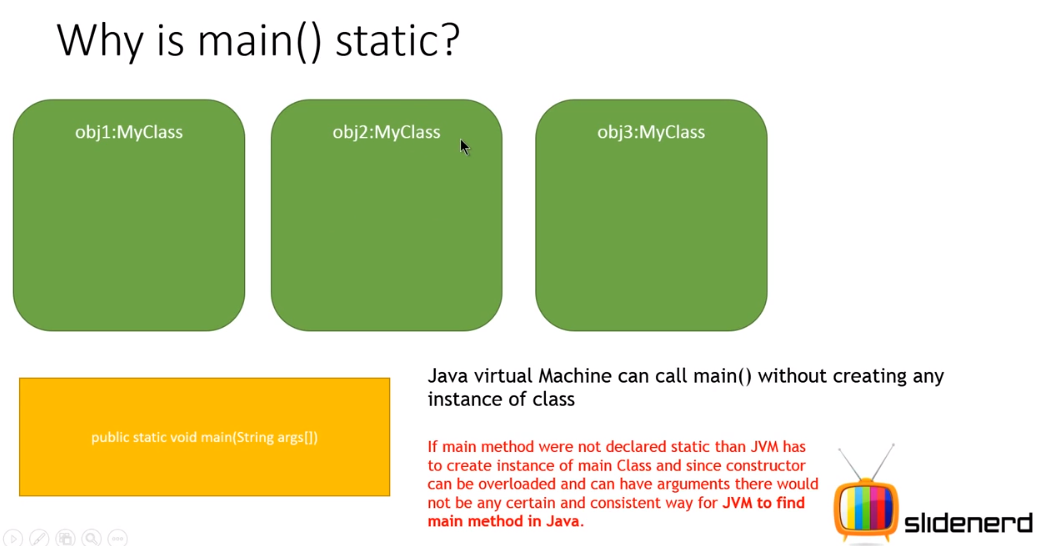 Why is main() static?
obj1:MyClass
obj2:MyClass
obj3:MyClass
public static void main(String args[])
Java virtual Machine can call main() without creating any
instance of class
If main method were not declared static than JVM has
to create instance of main Class and since constructor
can be overloaded and can have arguments there would
not be any certain and consistent way for JVM to find
main method in Java.
slidenerd